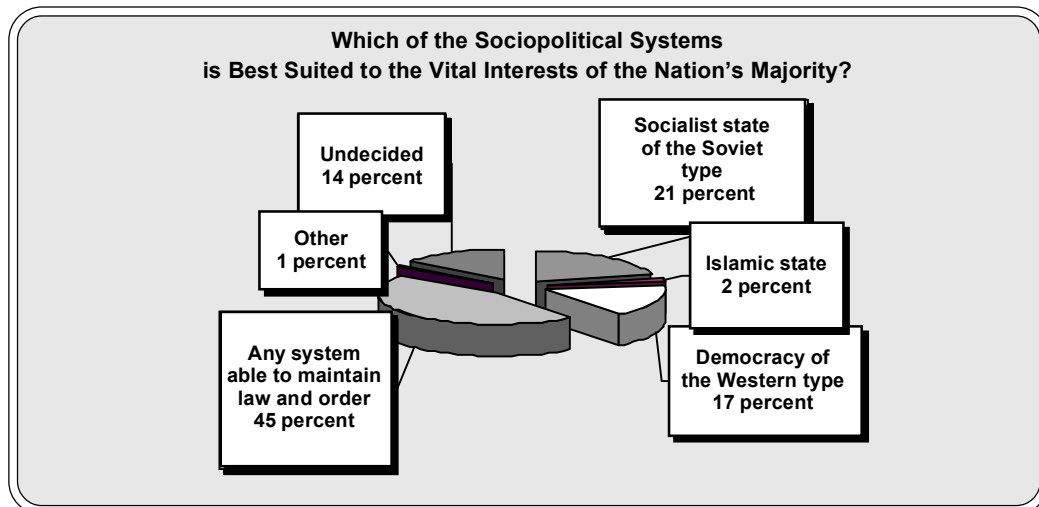 Which of the Sociopolitical Systems
is Best Suited to the Vital Interests of the Nation's Majority?
Undecided
14 percent
Socialist state
of the Soviet
type
21 percent
Other
1 percent
Islamic state
2 percent
Any system
able to maintain
law and order
45 percent
Democracy of
the Western type
17 percent